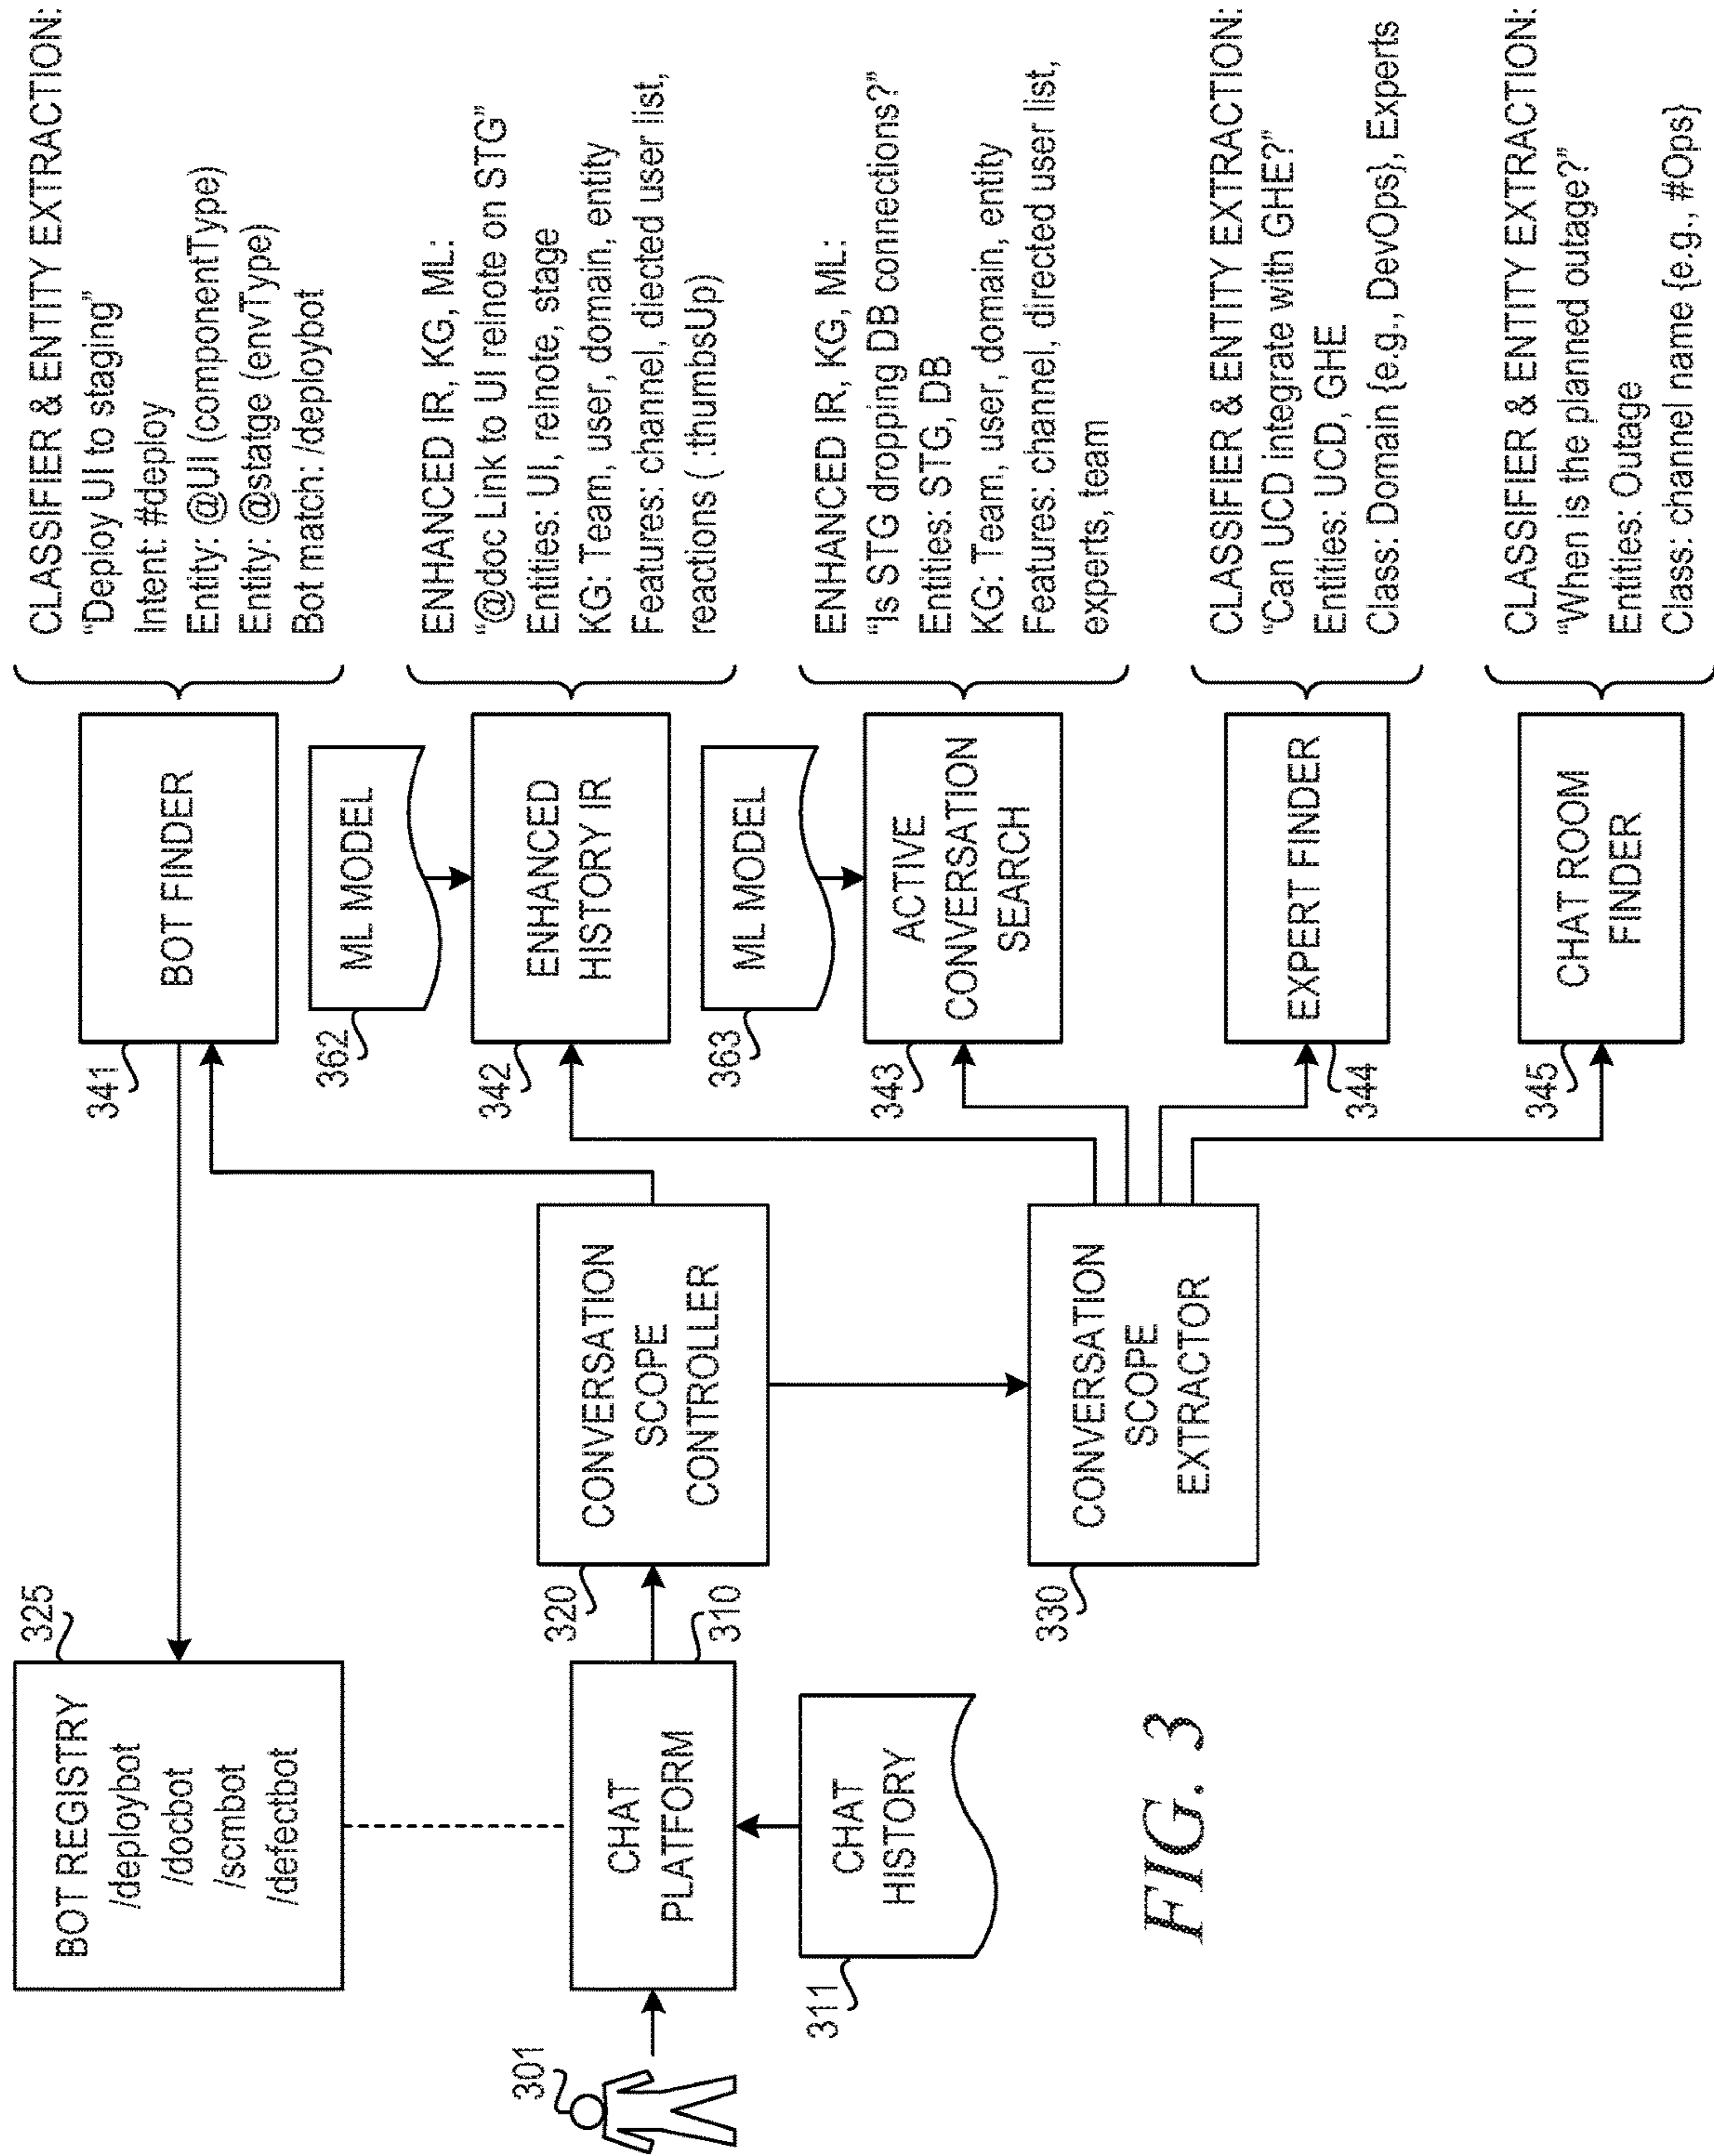 301
BOT REGISTRY
/deploybot
/docbot
/scmbot
/defectbot
325
CHAT
PLATFORM
310
CHAT
HISTORY
311
CONVERSATION
SCOPE
CONTROLLER
320
CONVERSATION
SCOPE
EXTRACTOR
330
BOT FINDER
341
ML MODEL
362
ENHANCED
HISTORY IR
342
ML MODEL
363
ACTIVE
CONVERSATION
SEARCH
343
EXPERT FINDER
344
CHAT ROOM
FINDER
345
CLASSIFIER & ENTITY EXTRACTION:
“Deploy UI to staging”
Intent: #deploy
Entity: @UI (componentType)
Entity: @statge (envType)
Bot match: /deploybot
ENHANCED IR, KG, ML:
“@doc Link to UI relnote on STG”
Entities: UI, relnote, stage
KG: Team, user, domain, entity
Features: channel, diected user list,
reactions ( :thumbsUp)
ENHANCED IR, KG, ML:
“Is STG dropping DB connections?”
Entities: STG, DB
KG: Team, user, domain, entity
Features: channel, directed user list,
experts, team
CLASSIFIER & ENTITY EXTRACTION:
“Can UCD integrate with GHE?”
Entities: UCD, GHE
Class: Domain {e.g., DevOps}, Experts
CLASSIFIER & ENTITY EXTRACTION:
“When is the planned outage?”
Entities: Outage
Class: channel name {e.g., #Ops}
FIG. 3